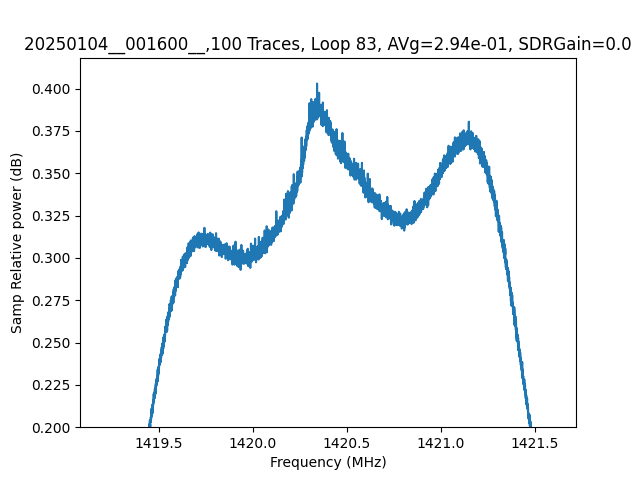 20250104__001600__,100 Traces, Loop 83, AVg=2.94e-01, SDRGain=0.0
0.400
0.375
0.350
0.325
0.300
0.275
0.250
0.225
0.200
Samp Relative power (dB)
1419.5 1420.0 1420.5 1421.0 1421.5
Frequency (MHz)